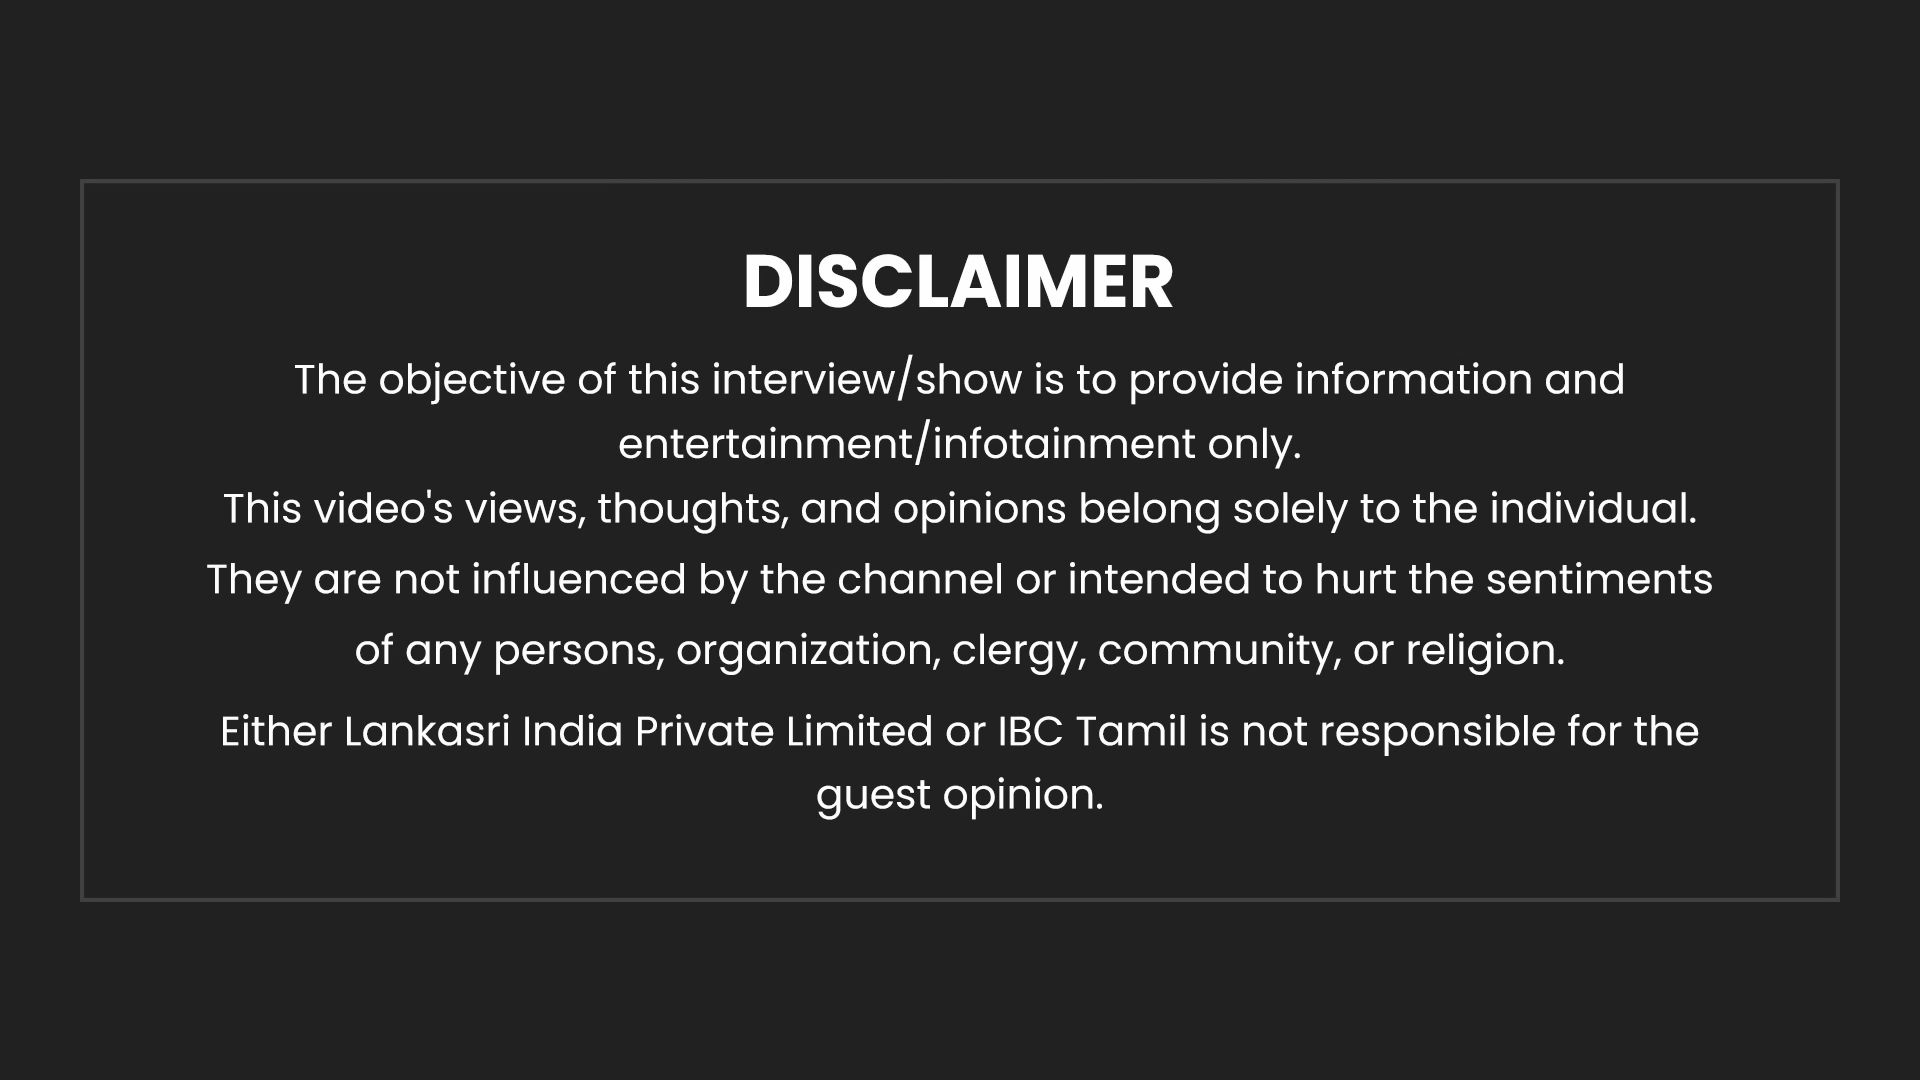 DISCLAIMER
The objective of this interview/show is to provide information and
entertainment/infotainment only.
This video's views, thoughts, and opinions belong solely to the individual.
They are not influenced by the channel or intended to hurt the sentiments
of any persons, organization, clergy, community, or religion.
Either Lankasri India Private Limited or IBC Tamil is not responsible for the
guest opinion.